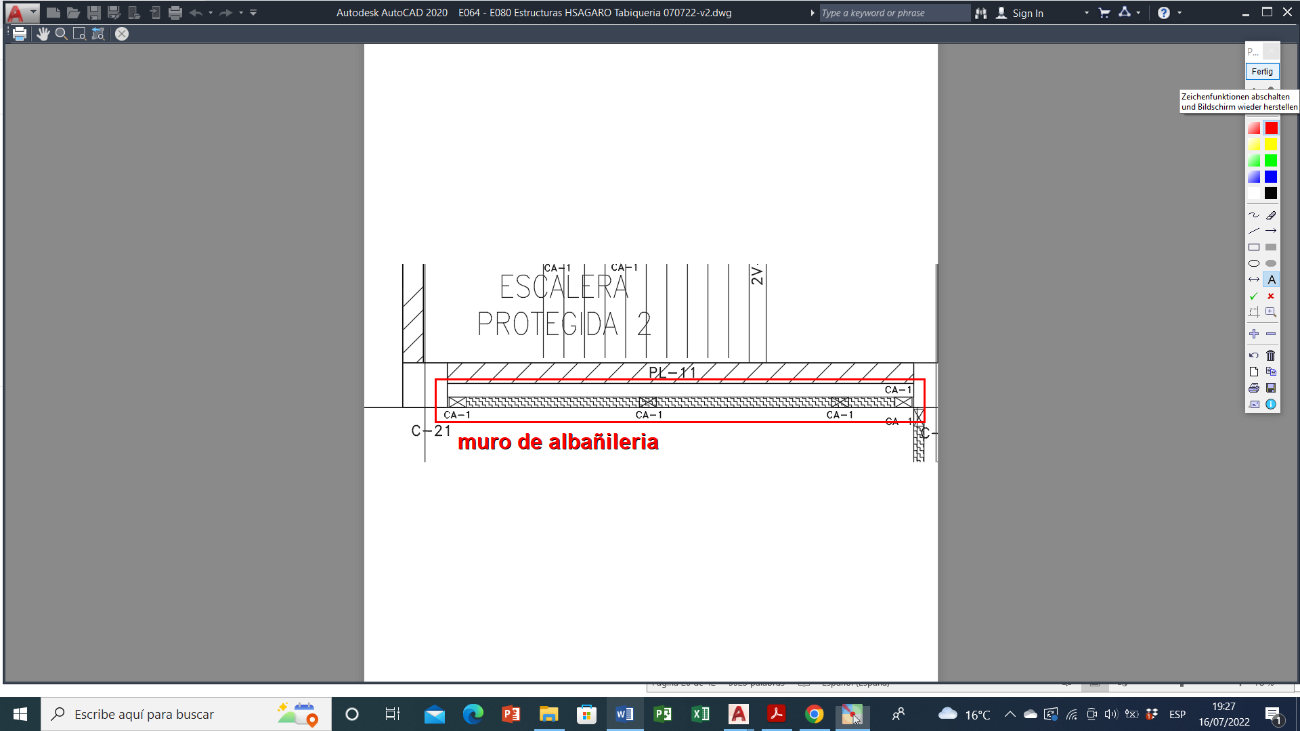 Autodesk AutoCAD 2020 E064 - E080 Estructuras HSAGARO Tabiqueria 070722-v2.dwg
Type a keyword or phrase
Sign In
P...
Fertig
Zeichenfunktionen abschalten
und Bildschirm wieder herstellen
A
CA-1
CA-1
2V
ESCALERA
PROTEGIDA 2
PL-11
CA-1
CA-1
CA-1
CA-1
CA-1
C-21
C-
muro de albañileria
Escribe aquí para buscar
16°C
ESP
19:27
16/07/2022
1